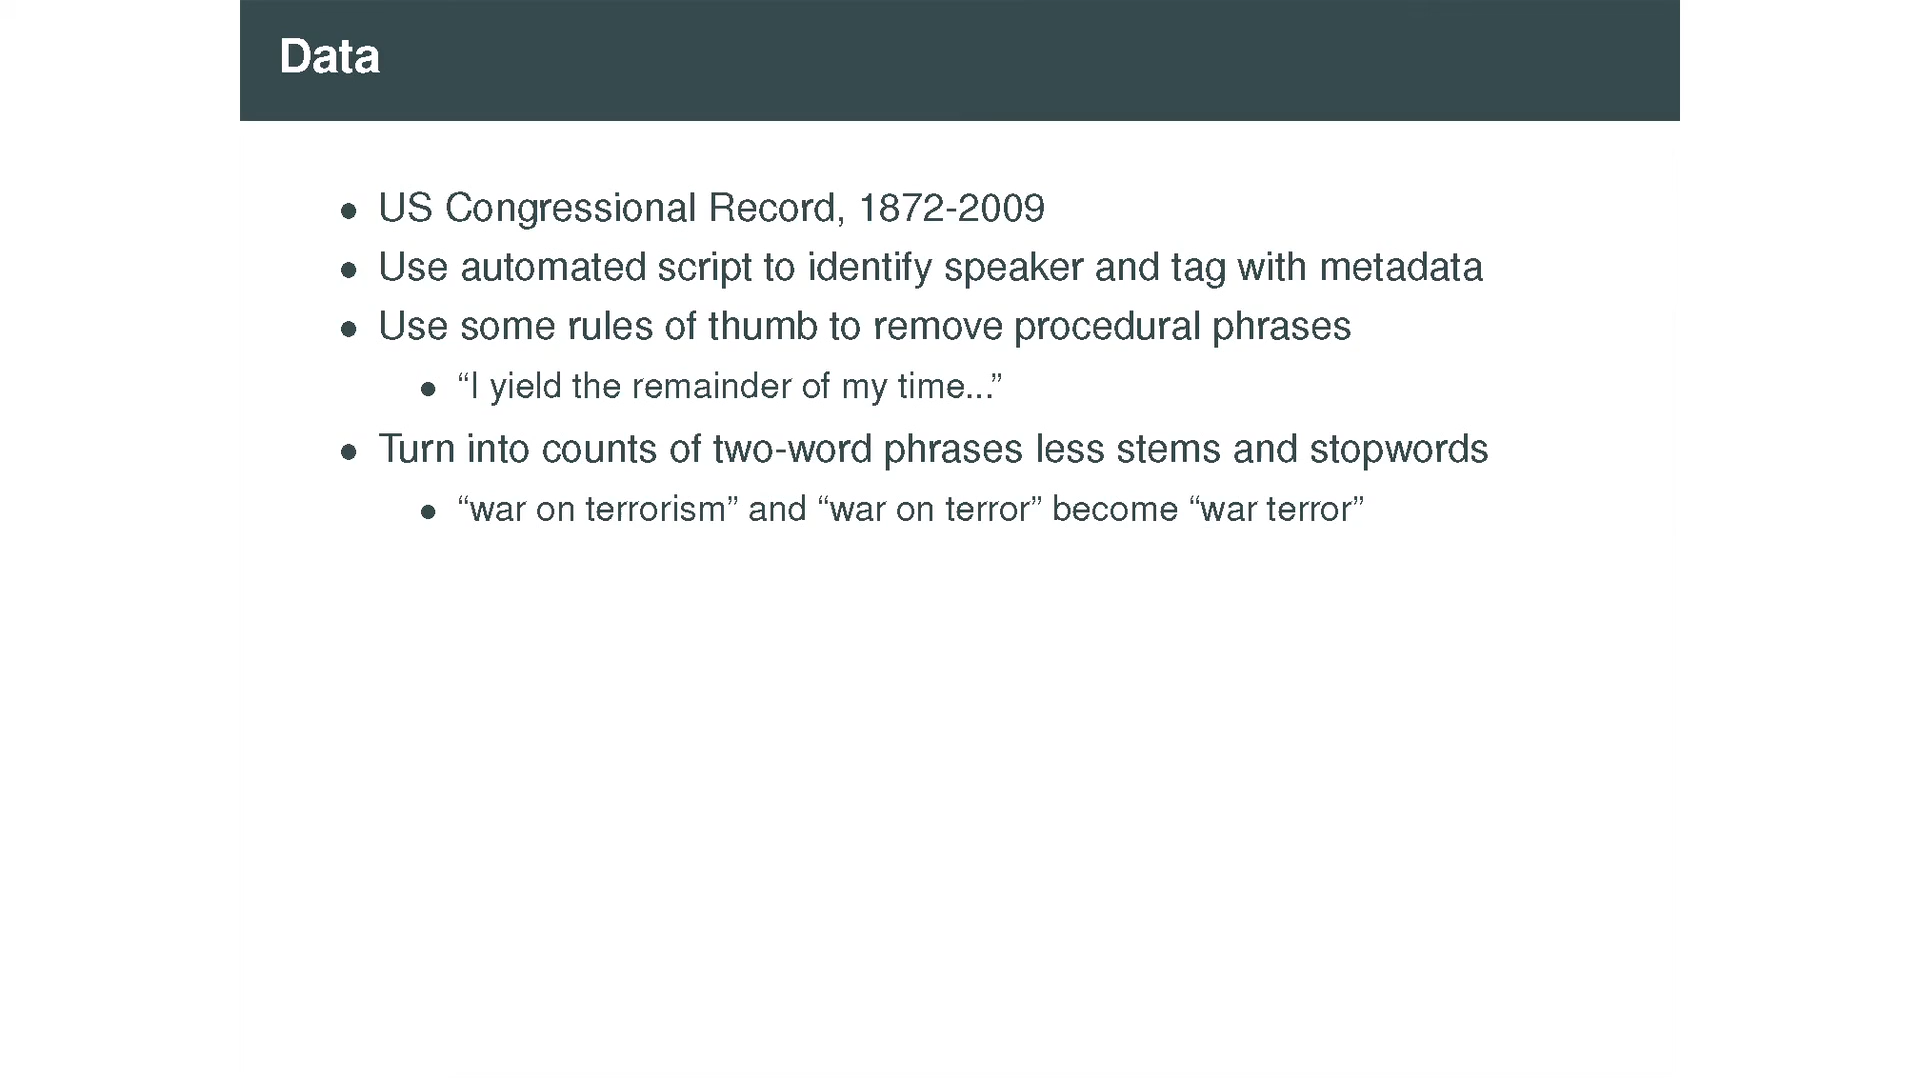 Data
• US Congressional Record, 1872-2009
• Use automated script to identify speaker and tag with metadata
• Use some rules of thumb to remove procedural phrases
• “I yield the remainder of my time...”
• Turn into counts of two-word phrases less stems and stopwords
• “war on terrorism” and “war on terror” become “war terror”